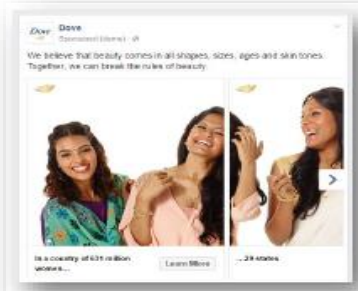 Dove
Dove
Sponsored
We believe that beauty comes in all shapes, sizes, ages and skin tones.
Together, we can break the rules of beauty.
In a country of 631 million
women...
Learn More
...29 states